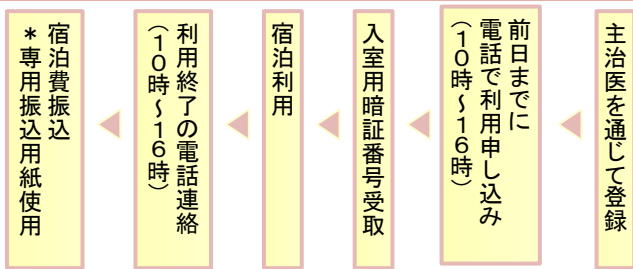 主治医を通じて登録
前日までに
電話で利用申し込み
(10時~16時)
入室用暗証番号受取
宿泊利用
利用終了の電話連絡
(10時~16時)
宿泊費振込
*専用振込用紙使用